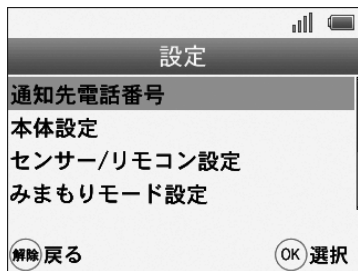 設定
通知先電話番号
本体設定
センサー/リモコン設定
みまもりモード設定
解除 戻る OK 選択